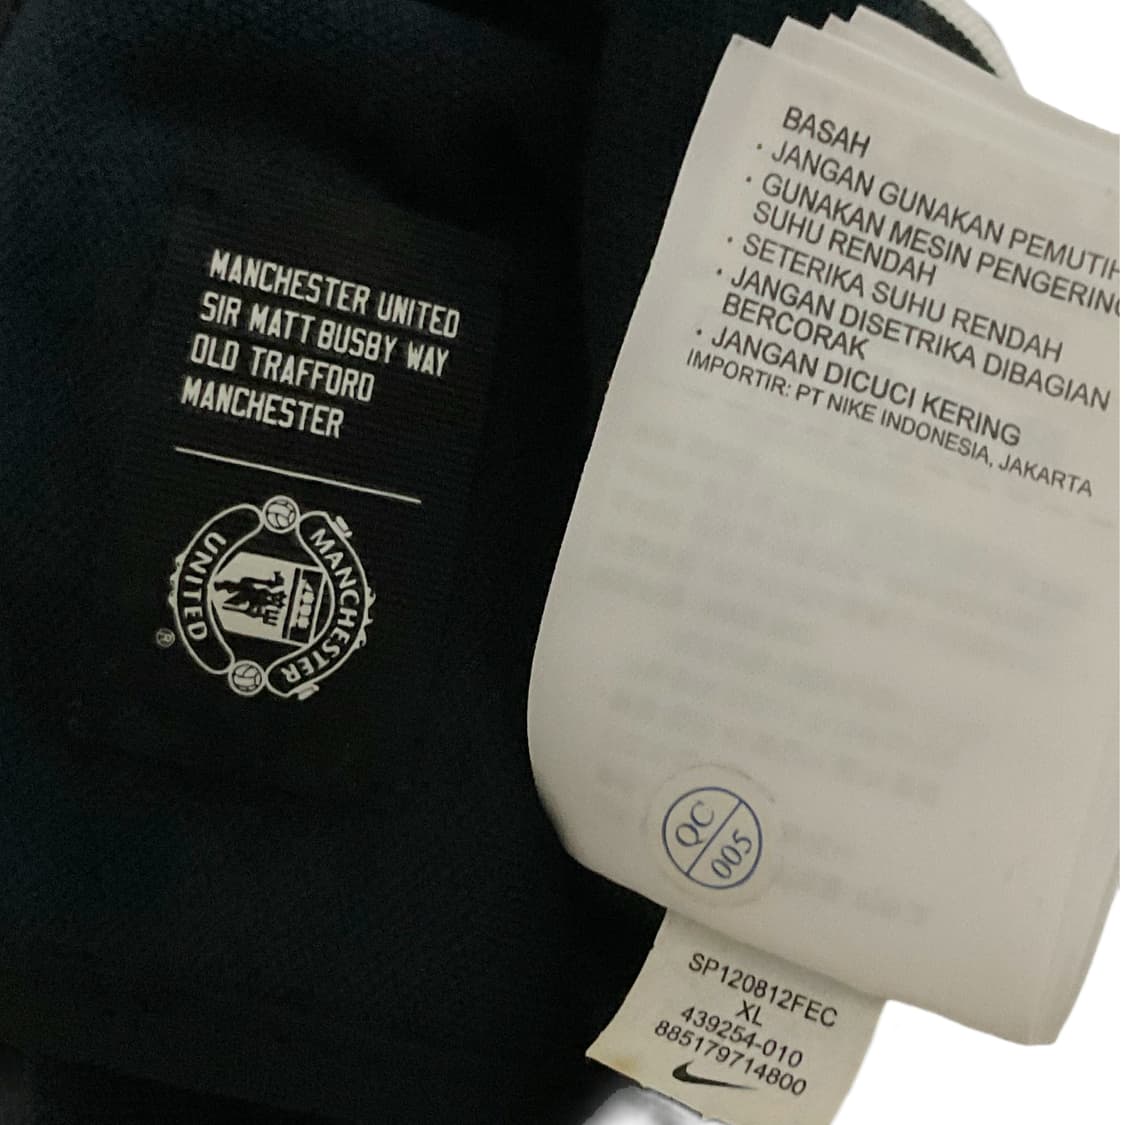 MANCHESTER UNITED
SIR MATT BUSBY WAY
OLD TRAFFORD
MANCHESTER
MANCHESTER
UNITED
®
BASAH
· JANGAN GUNAKAN PEMUTIH
· GUNAKAN MESIN PENGERING
SUHU RENDAH
· SETERIKA SUHU RENDAH
· JANGAN DISETRIKA DIBAGIAN
BERCORAK
· JANGAN DICUCI KERING
IMPORTIR: PT NIKE INDONESIA, JAKARTA
QC
005
SP120812FEC
XL
439254-010
885179714800